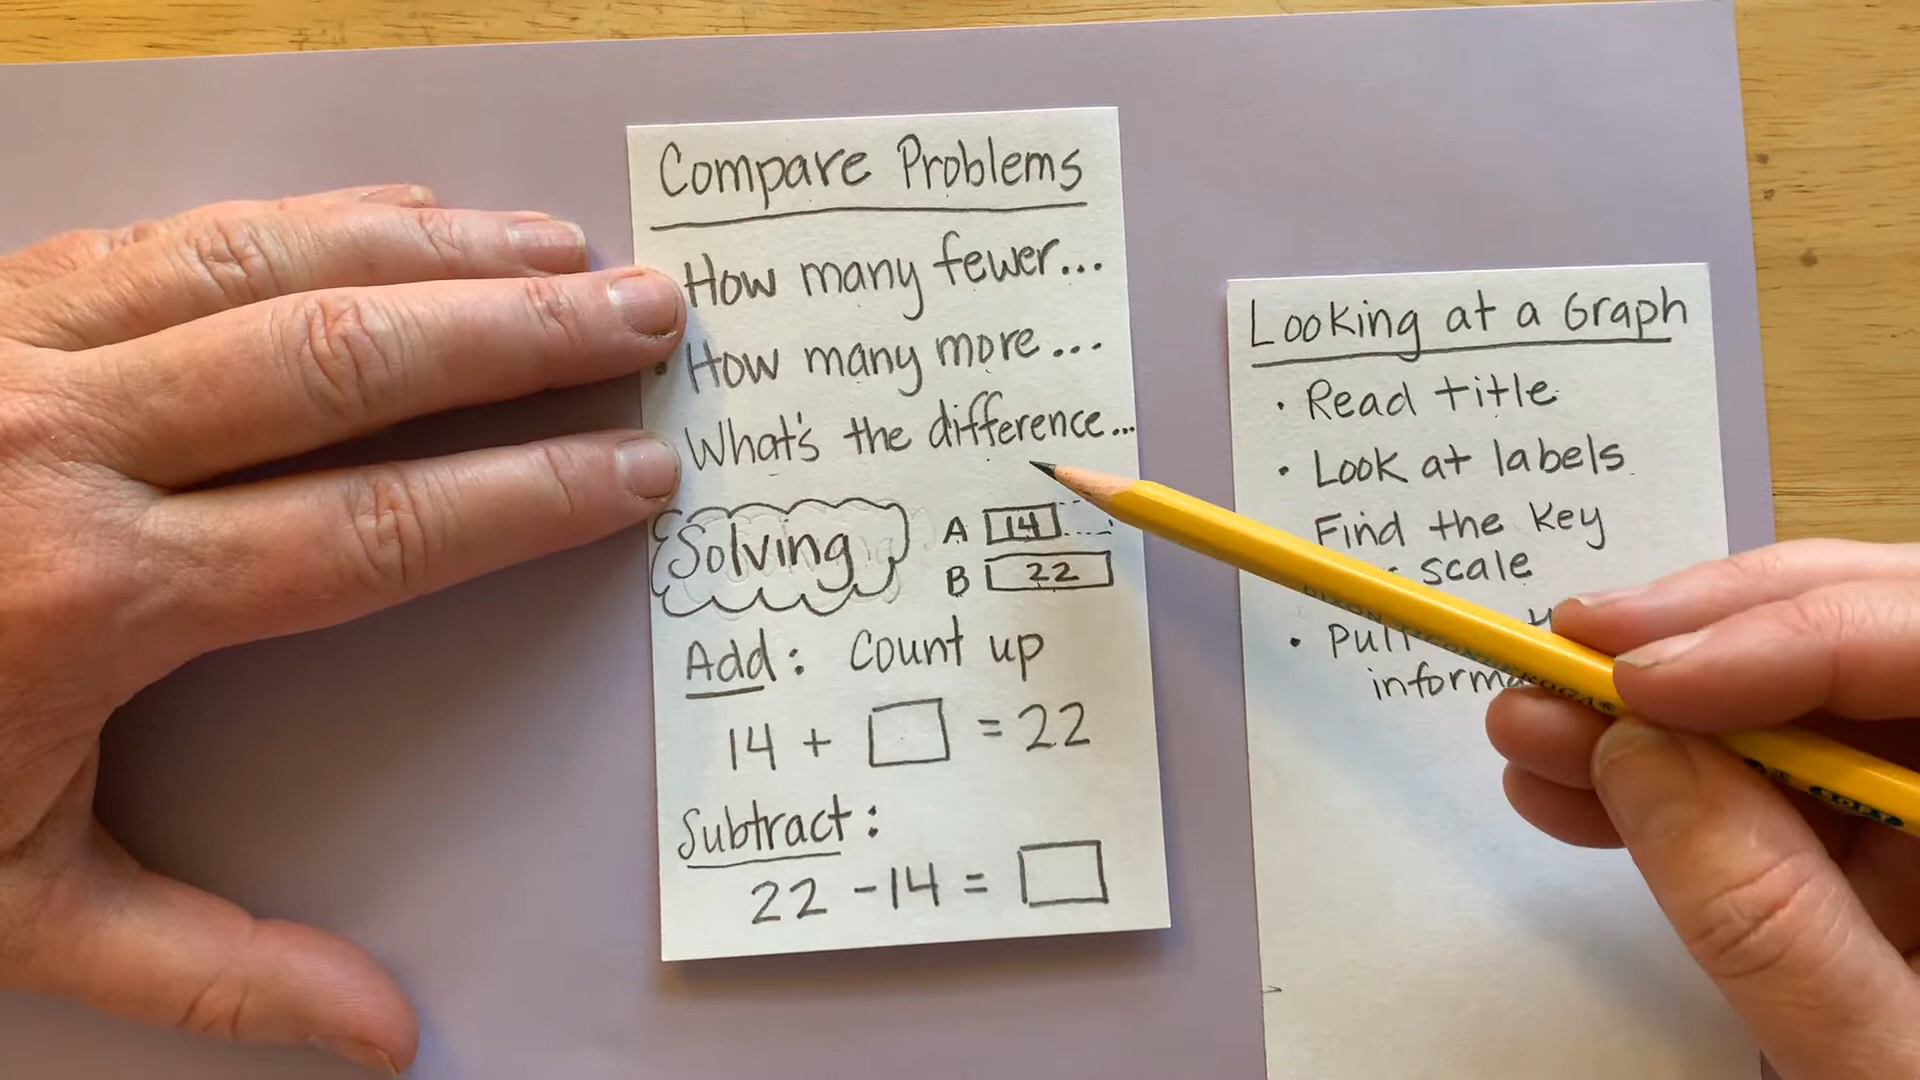 Compare Problems
How many fewer...
• How many more...
What's the difference...
Solving
A 14
B 22
Add: Count up
14 + □ = 22
Subtract:
22 - 14 = □
Looking at a Graph
• Read title
• Look at labels
Find the Key
scale
• Pull